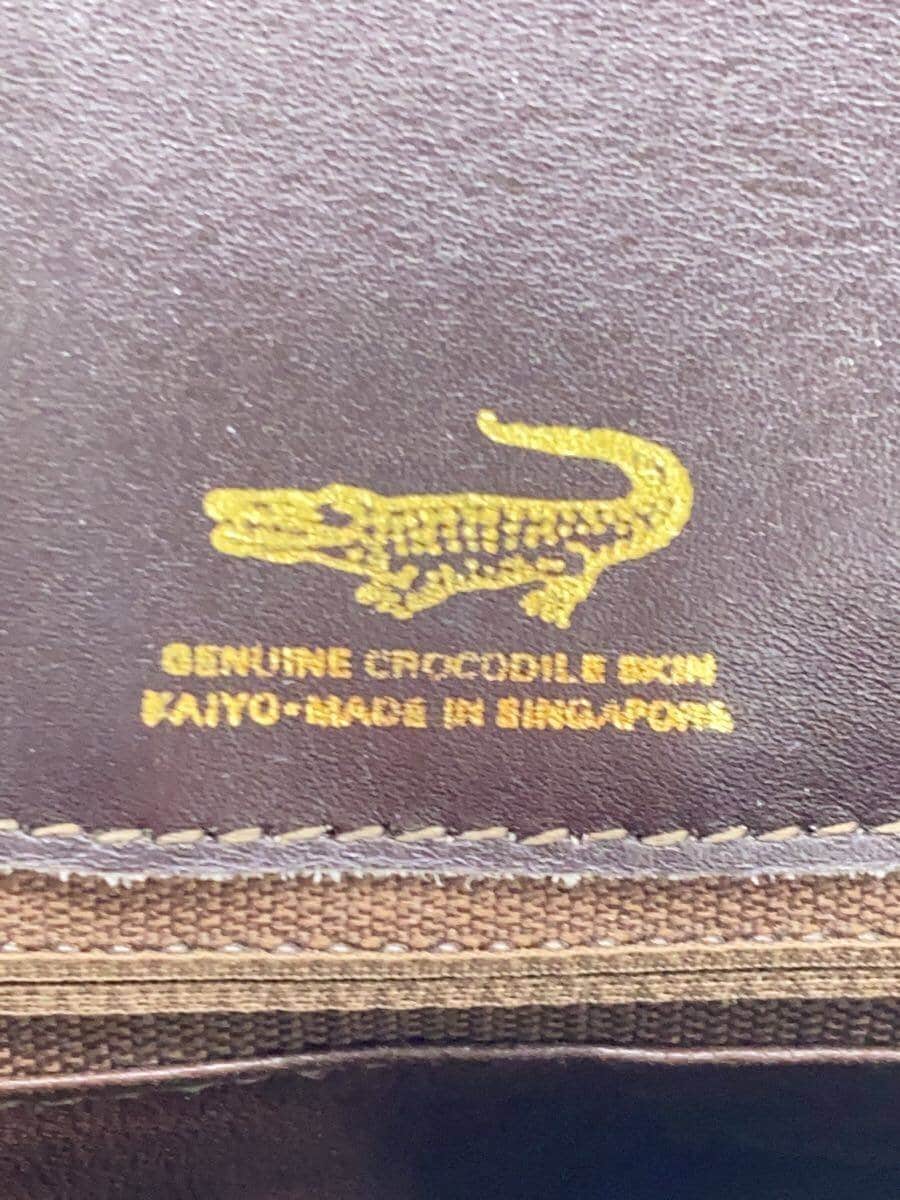 GENUINE CROCODILE SKIN
KAIYO•MADE IN SINGAPORE